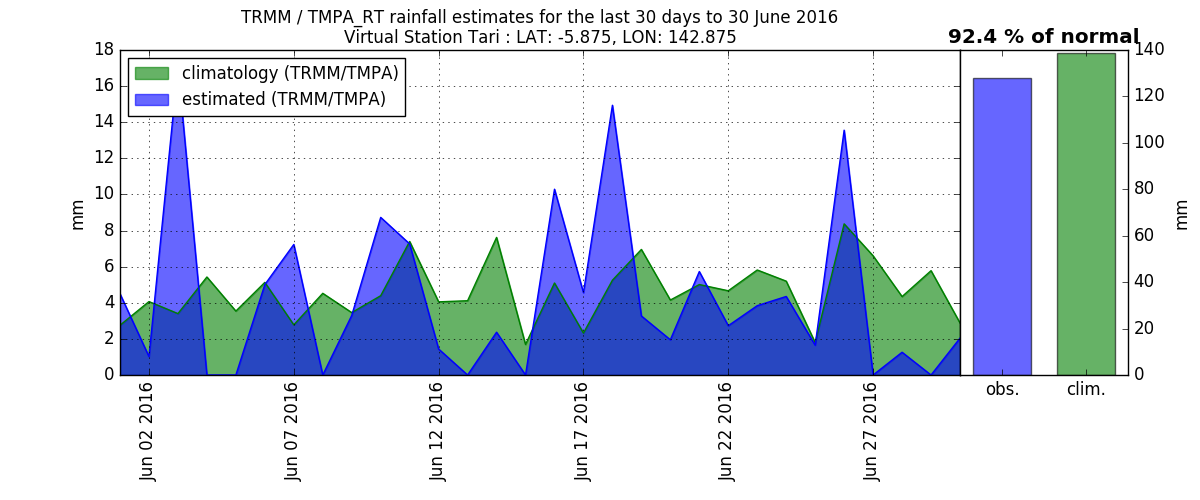 TRMM / TMPA_RT rainfall estimates for the last 30 days to 30 June 2016
Virtual Station Tari : LAT: -5.875, LON: 142.875
92.4 % of normal
climatology (TRMM/TMPA)
estimated (TRMM/TMPA)
mm
18
16
14
12
10
8
6
4
2
0
Jun 02 2016
Jun 07 2016
Jun 12 2016
Jun 17 2016
Jun 22 2016
Jun 27 2016
obs.
clim.
140
120
100
80
60
40
20
0
mm